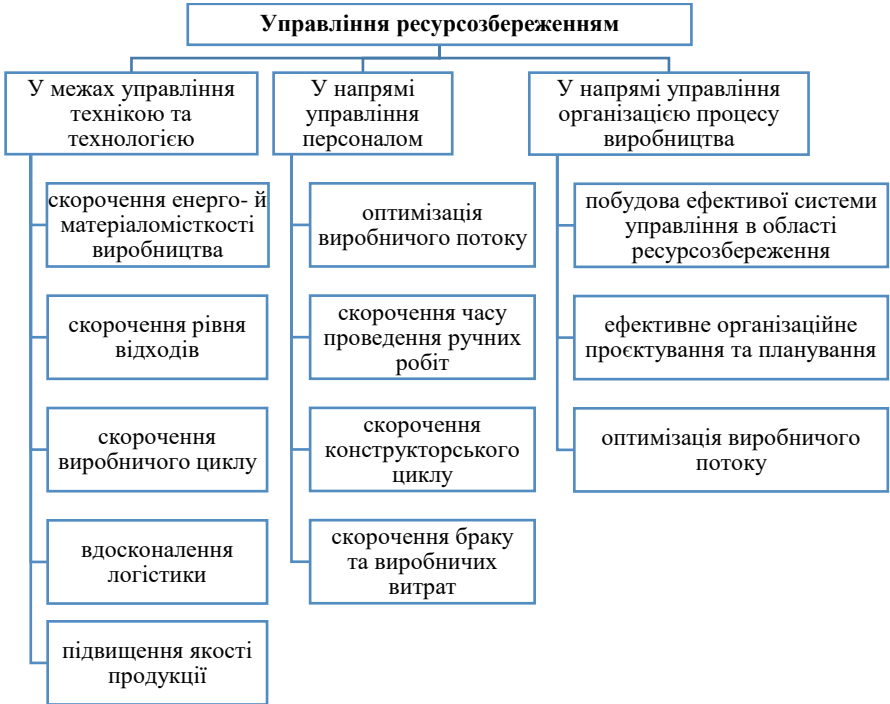 Управління ресурсозбереженням
У межах управління
технікою та
технологією
скорочення енерго- й
матеріаломісткості
виробництва
скорочення рівня
відходів
скорочення
виробничого циклу
вдосконалення
логістики
підвищення якості
продукції
У напрямі
управління
персоналом
оптимізація
виробничого потоку
скорочення часу
проведення ручних
робіт
скорочення
конструкторського
циклу
скорочення браку
та виробничих
витрат
У напрямі управління
організацією процесу
виробництва
побудова ефективої системи
управління в області
ресурсозбереження
ефективне організаційне
проєктування та планування
оптимізація виробничого
потоку